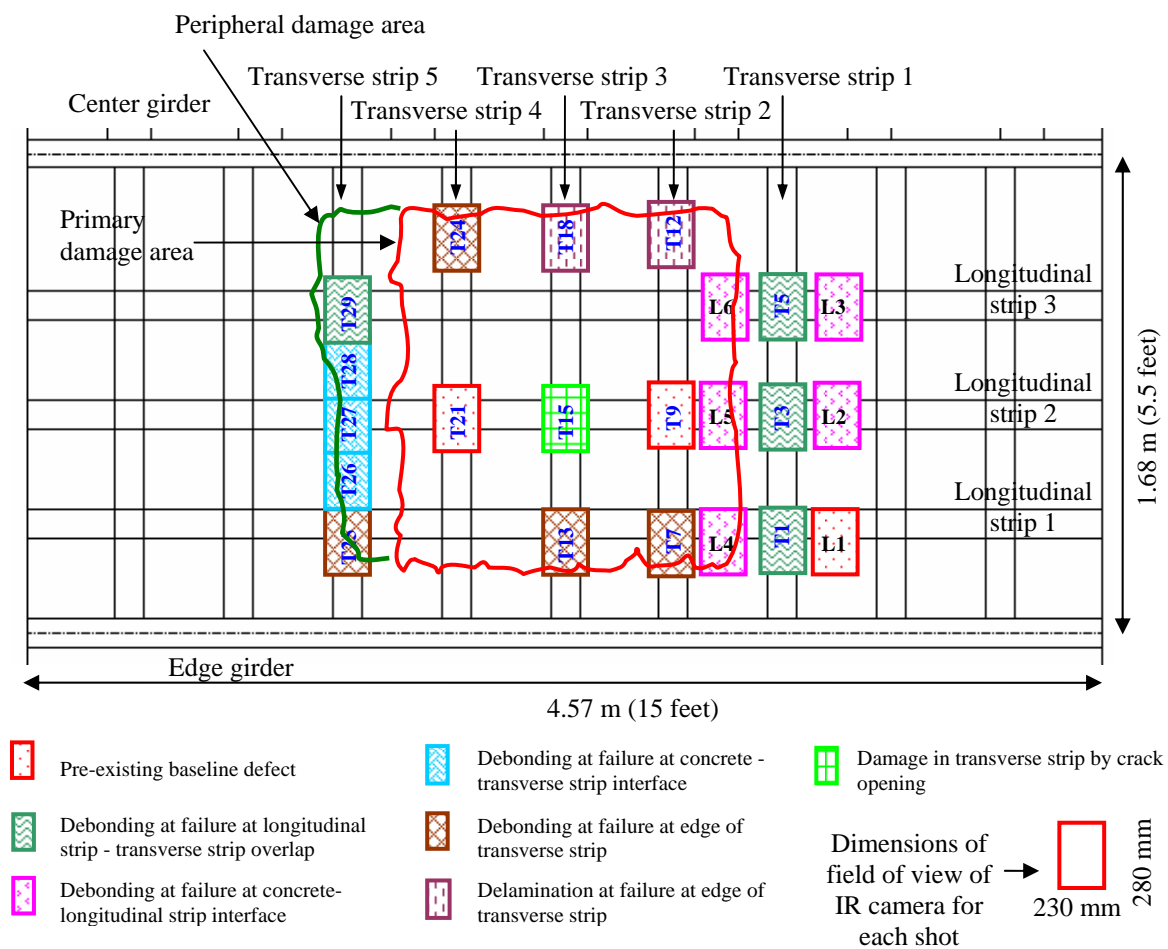 Peripheral damage area
Transverse strip 5
Transverse strip 3
Transverse strip 1
Center girder
Transverse strip 4
Transverse strip 2
Primary
damage area
T24
T18
T12
Longitudinal
strip 3
T29
L6
T5
L3
T28
Longitudinal
strip 2
T27
T21
T15
T9
L5
T3
L2
T26
Longitudinal
strip 1
T25
T13
T7
L4
T1
L1
1.68 m (5.5 feet)
Edge girder
4.57 m (15 feet)
Pre-existing baseline defect
Debonding at failure at longitudinal
strip - transverse strip overlap
Debonding at failure at concrete-
longitudinal strip interface
Debonding at failure at concrete -
transverse strip interface
Debonding at failure at edge of
transverse strip
Delamination at failure at edge of
transverse strip
Damage in transverse strip by crack
opening
Dimensions of
field of view of
IR camera for
each shot
230 mm
280 mm